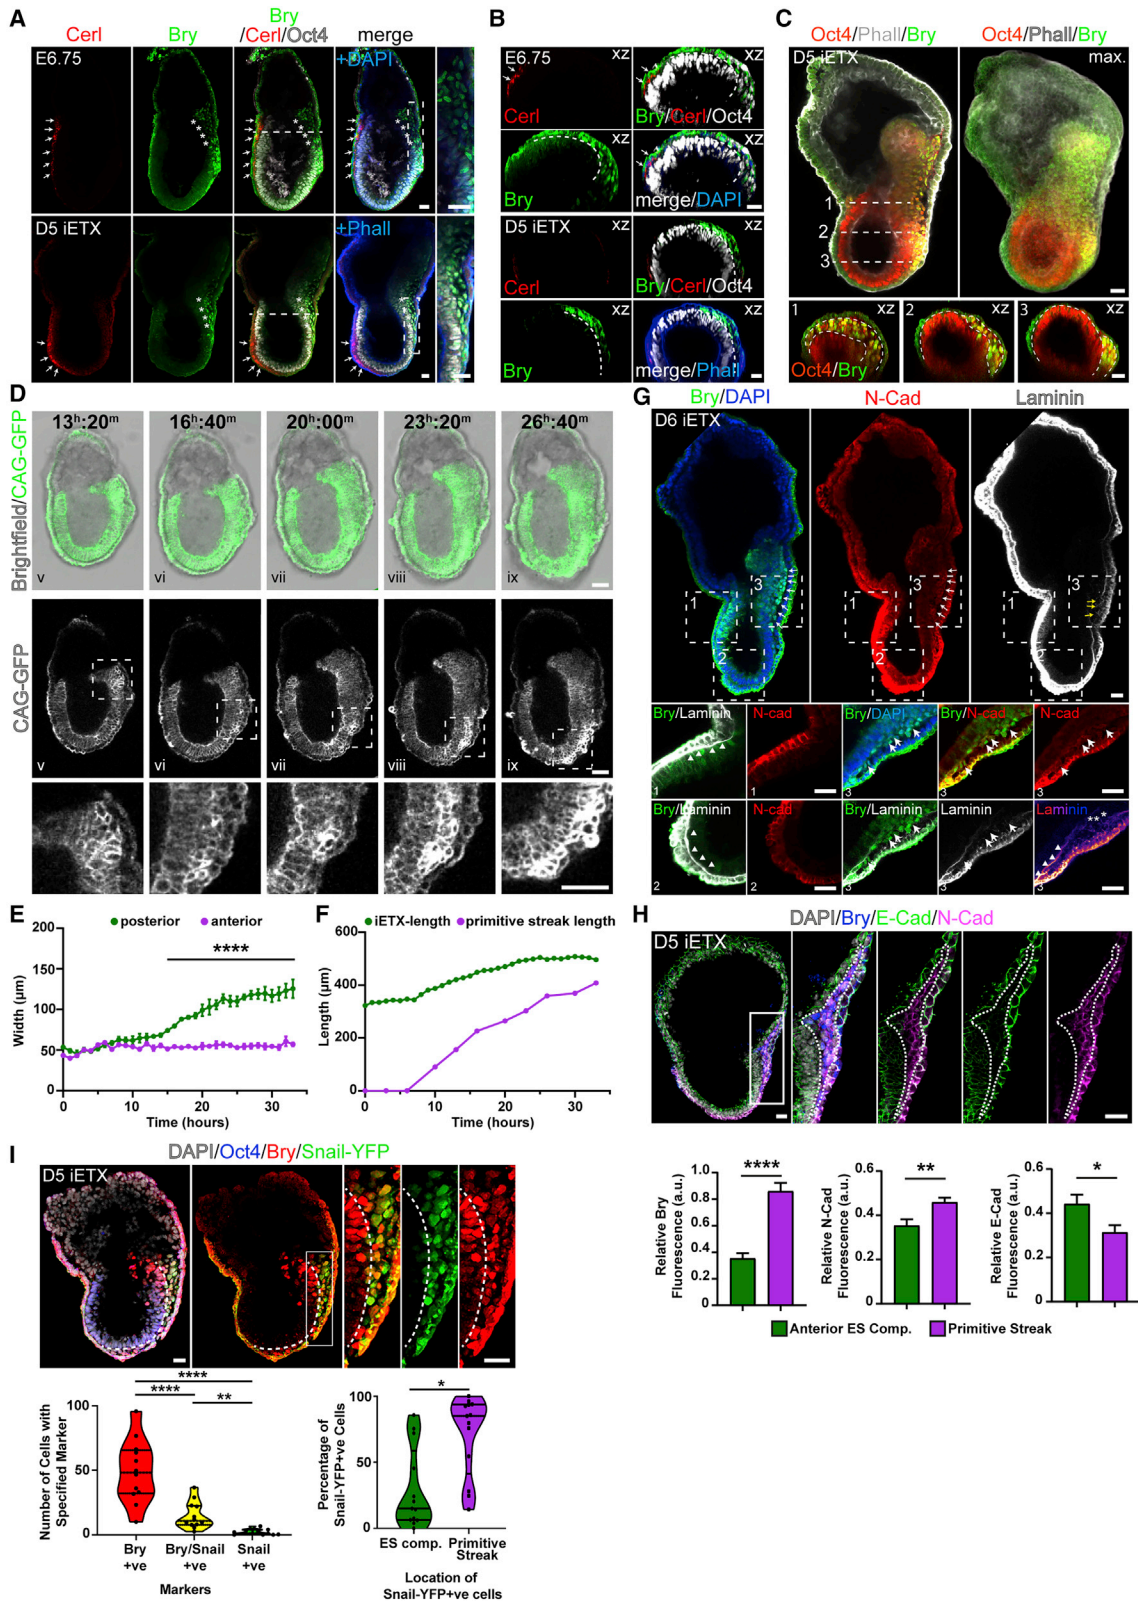 A
Cerl
Bry
Bry
/Cerl/Oct4
merge
E6.75
+DAPI
D5 iETX
+Phall
B
E6.75
xz
xz
Cerl
Bry/Cerl/Oct4
xz
xz
Bry
merge/DAPI
D5 iETX
xz
xz
Cerl
Bry/Cerl/Oct4
xz
xz
Bry
merge/Phall
C
Oct4/Phall/Bry
Oct4/Phall/Bry
D5 iETX
max.
1
2
3
1
xz
2
xz
3
xz
Oct4/Bry
D
13h:20m
16h:40m
20h:00m
23h:20m
26h:40m
Brightfield/CAG-GFP
v
vi
vii
viii
ix
CAG-GFP
v
vi
vii
viii
ix
E
posterior
anterior
****
Width (µm)
200
150
100
50
0
0
10
20
30
Time (hours)
F
iETX-length
primitive streak length
Length (µm)
600
400
200
0
0
10
20
30
Time (hours)
G
Bry/DAPI
N-Cad
Laminin
D6 iETX
1
2
3
1
2
3
1
2
3
Bry/Laminin
N-cad
Bry/DAPI
Bry/N-cad
N-cad
1
1
3
3
3
Bry/Laminin
N-cad
Bry/Laminin
Laminin
Laminin
** *
2
2
3
3
3
H
DAPI/Bry/E-Cad/N-Cad
D5 iETX
Relative Bry
Fluorescence (a.u.)
1.0
0.8
0.6
0.4
0.2
0
****
Relative N-Cad
Fluorescence (a.u.)
0.6
0.4
0.2
0
**
Relative E-Cad
Fluorescence (a.u.)
0.6
0.4
0.2
0
*
Anterior ES Comp.
Primitive Streak
I
DAPI/Oct4/Bry/Snail-YFP
D5 iETX
Number of Cells with
Specified Marker
100
50
0
****
****
**
Bry
+ve
Bry/Snail
+ve
Snail
+ve
Markers
Percentage of
Snail-YFP+ve Cells
100
50
0
*
ES comp.
Primitive
Streak
Location of
Snail-YFP+ve cells